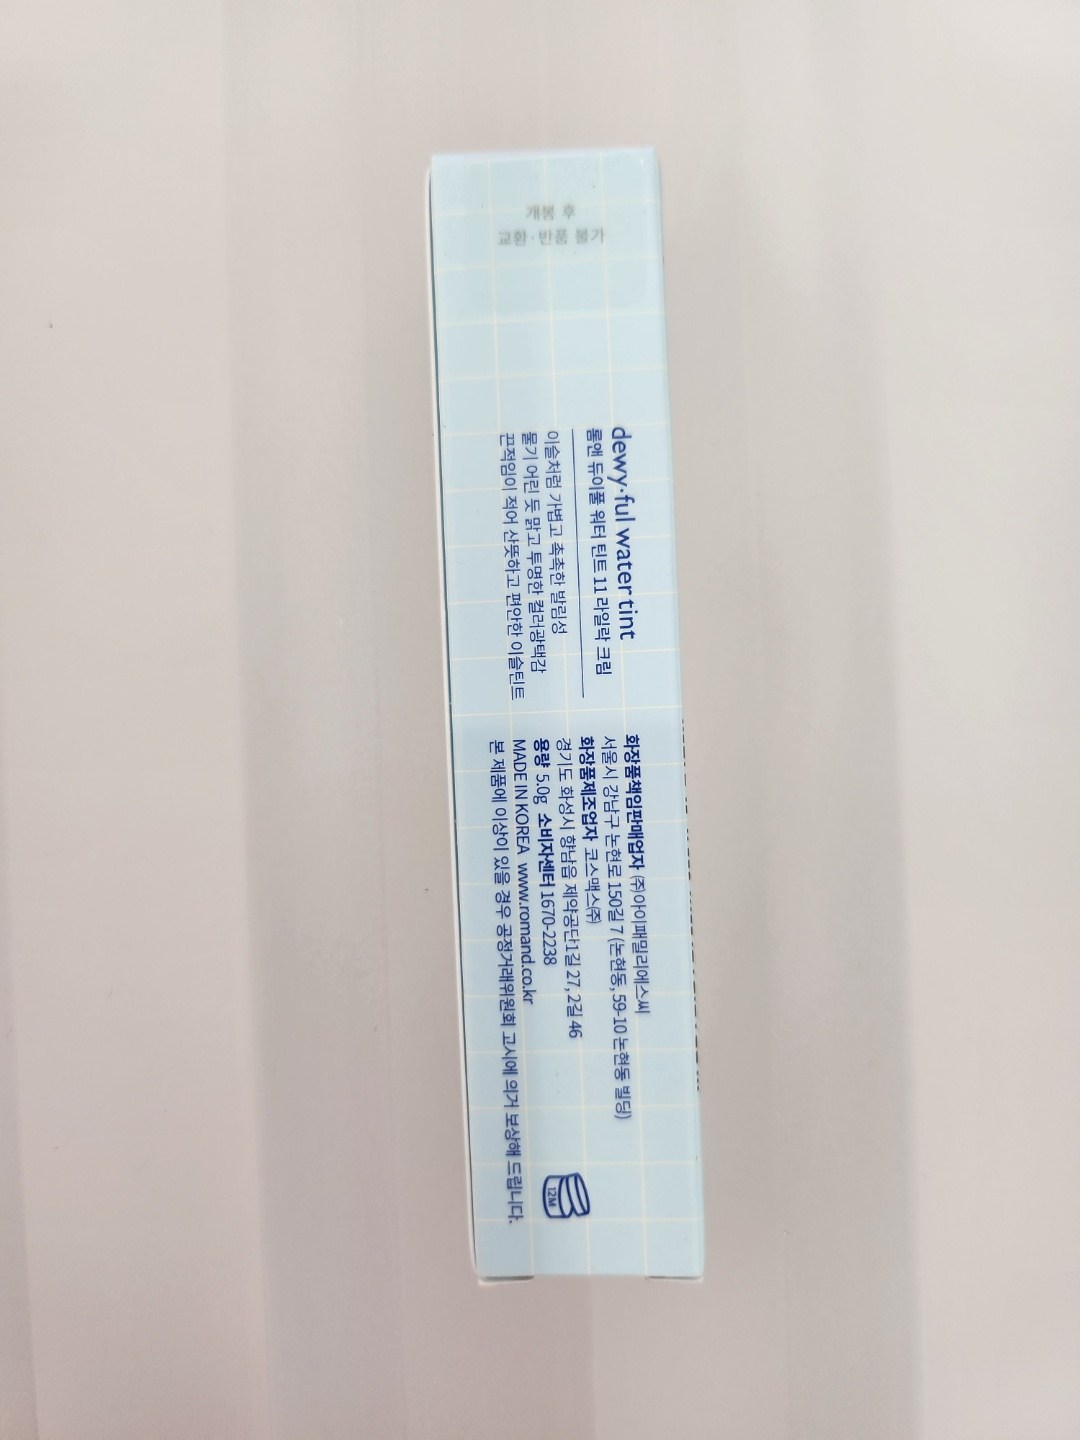 개봉 후
교환·반품 불가
dewy·ful water tint
롬앤 듀이풀 워터 틴트 11 라일락 크림
이슬처럼 가볍고 촉촉한 발림성
물기 어린 듯 맑고 투명한 컬러광택감
끈적임이 적어 산뜻하고 편안한 이슬틴트
화장품책임판매업자 ㈜아이패밀리에스씨
서울시 강남구 논현로 150길 7 (논현동, 59-10 논현동 빌딩)
화장품제조업자 코스맥스㈜
경기도 화성시 향남읍 제약공단1길 27, 2길 46
용량 5.0g 소비자센터 1670-2238
MADE IN KOREA www.romand.co.kr
본 제품에 이상이 있을 경우 공정거래위원회 고시에 의거 보상해 드립니다.
12M